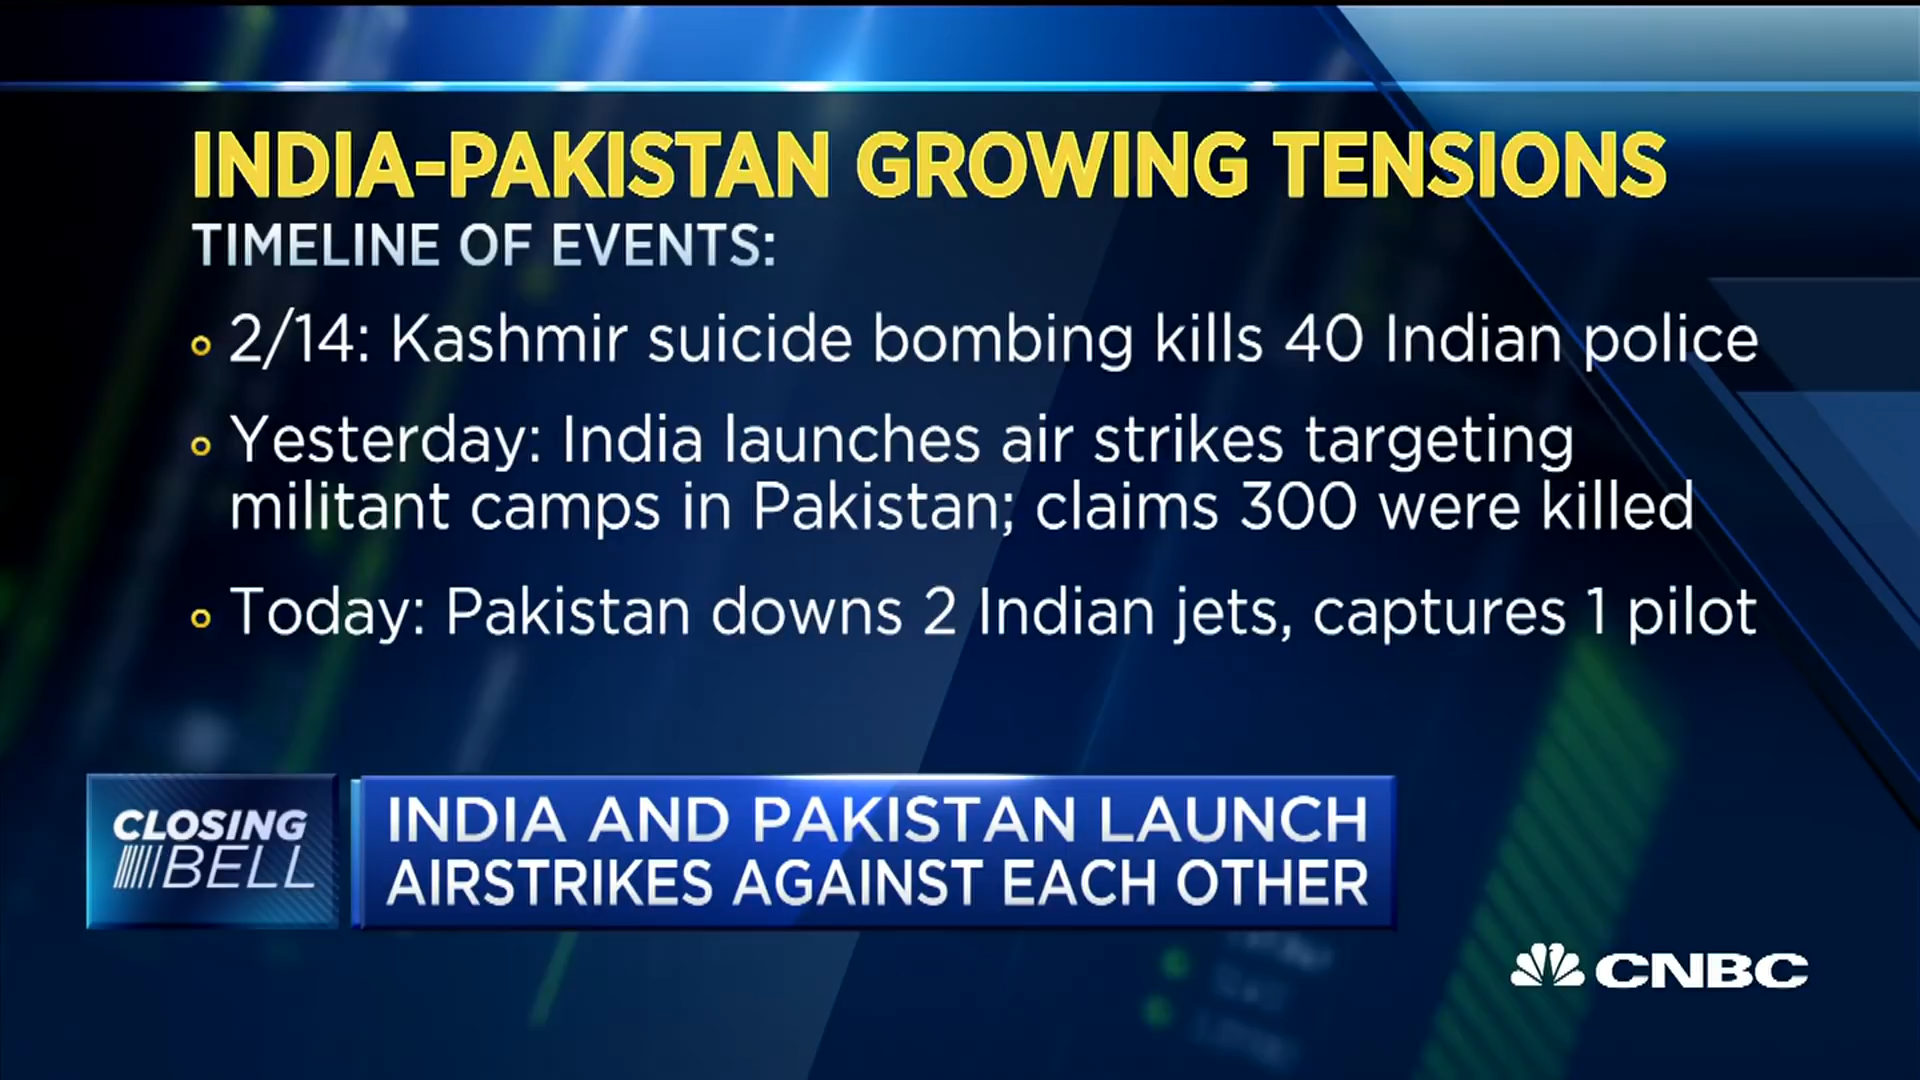 INDIA-PAKISTAN GROWING TENSIONS
TIMELINE OF EVENTS:
2/14: Kashmir suicide bombing kills 40 Indian police
Yesterday: India launches air strikes targeting
militant camps in Pakistan; claims 300 were killed
Today: Pakistan downs 2 Indian jets, captures 1 pilot
CLOSING
BELL
INDIA AND PAKISTAN LAUNCH
AIRSTRIKES AGAINST EACH OTHER
CNBC